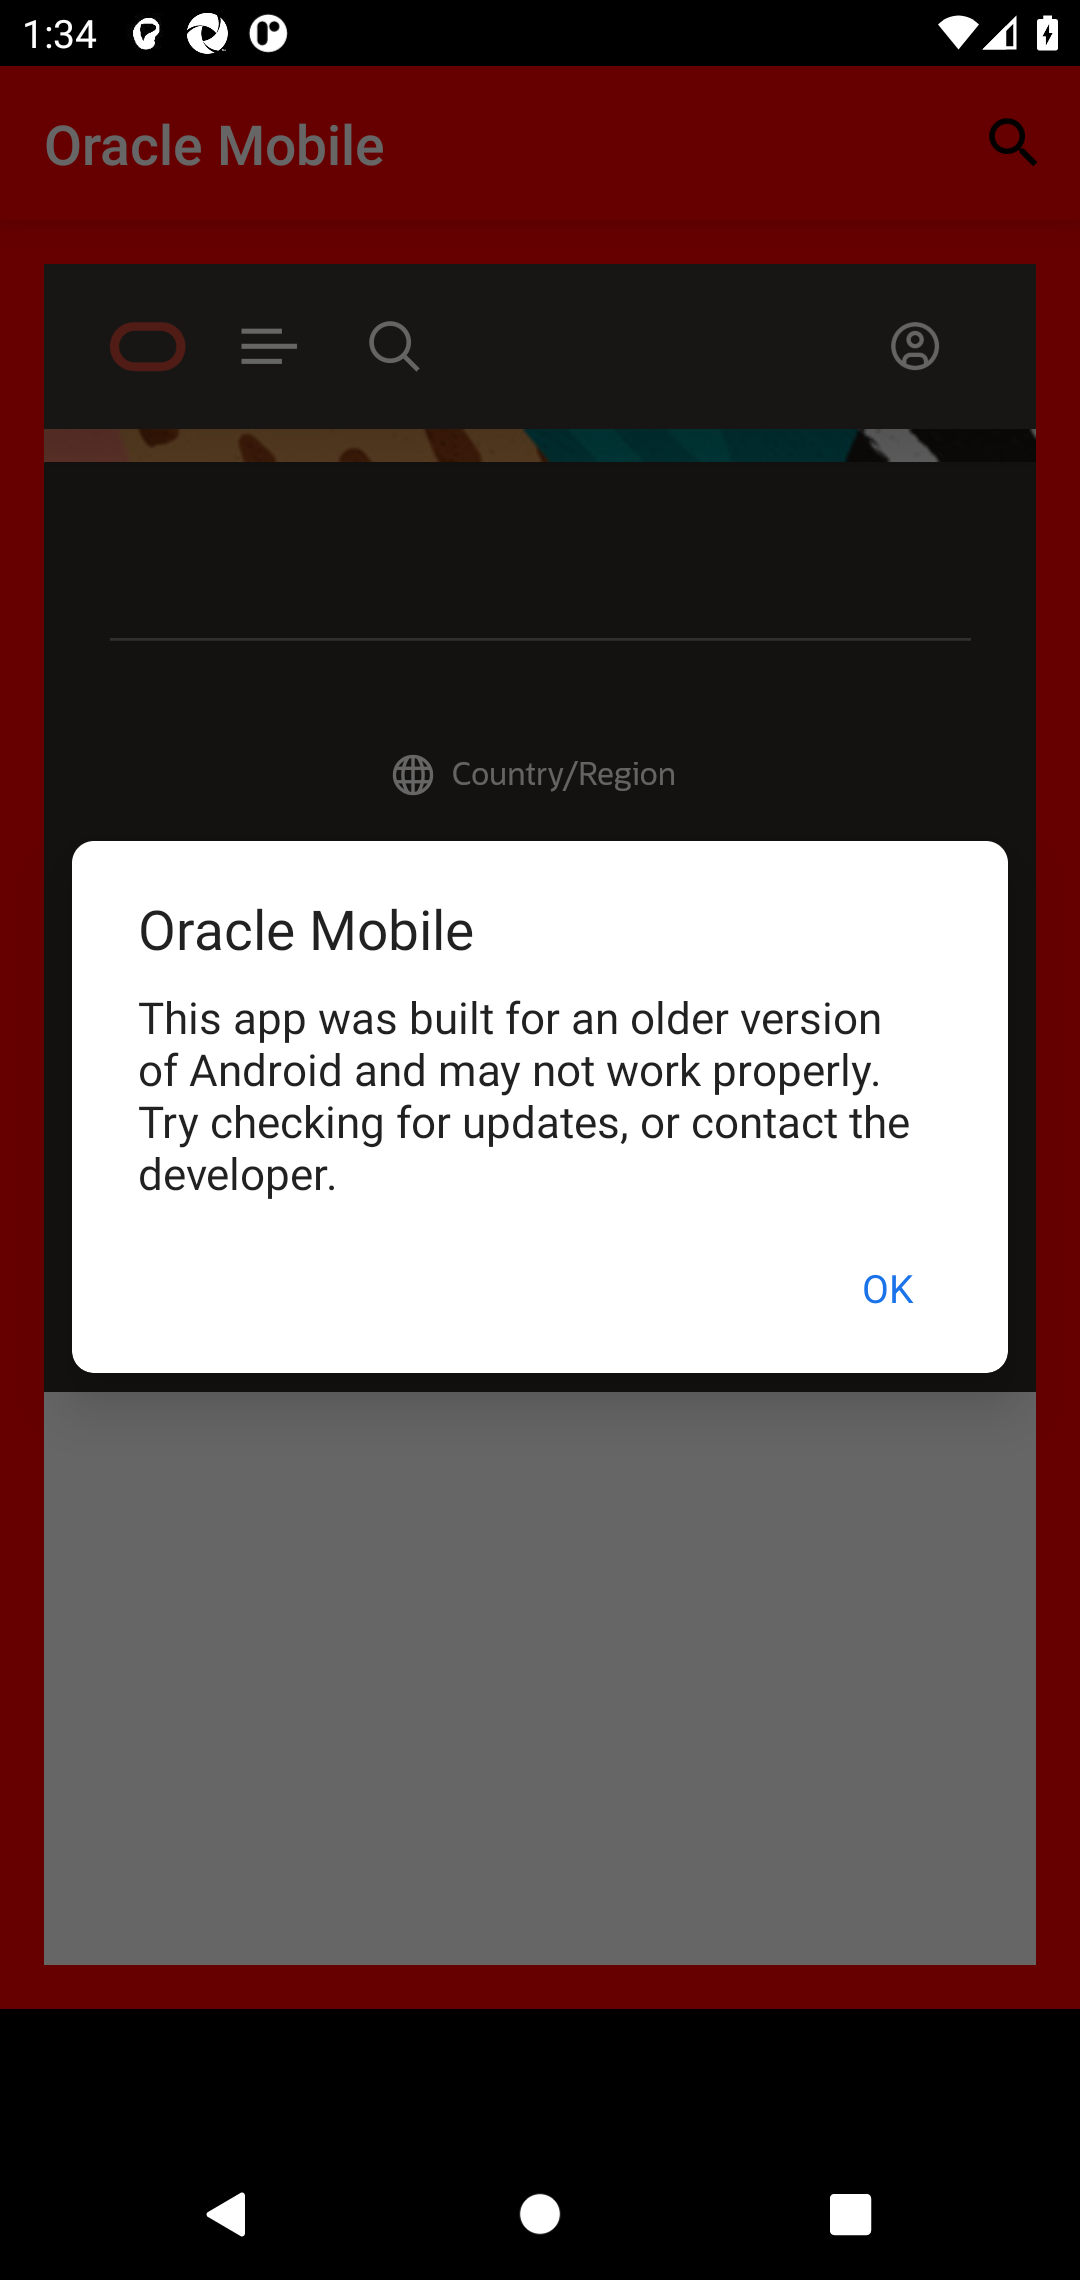 1:34
Oracle Mobile
Country/Region
Oracle Mobile
This app was built for an older version
of Android and may not work properly.
Try checking for updates, or contact the
developer.
OK